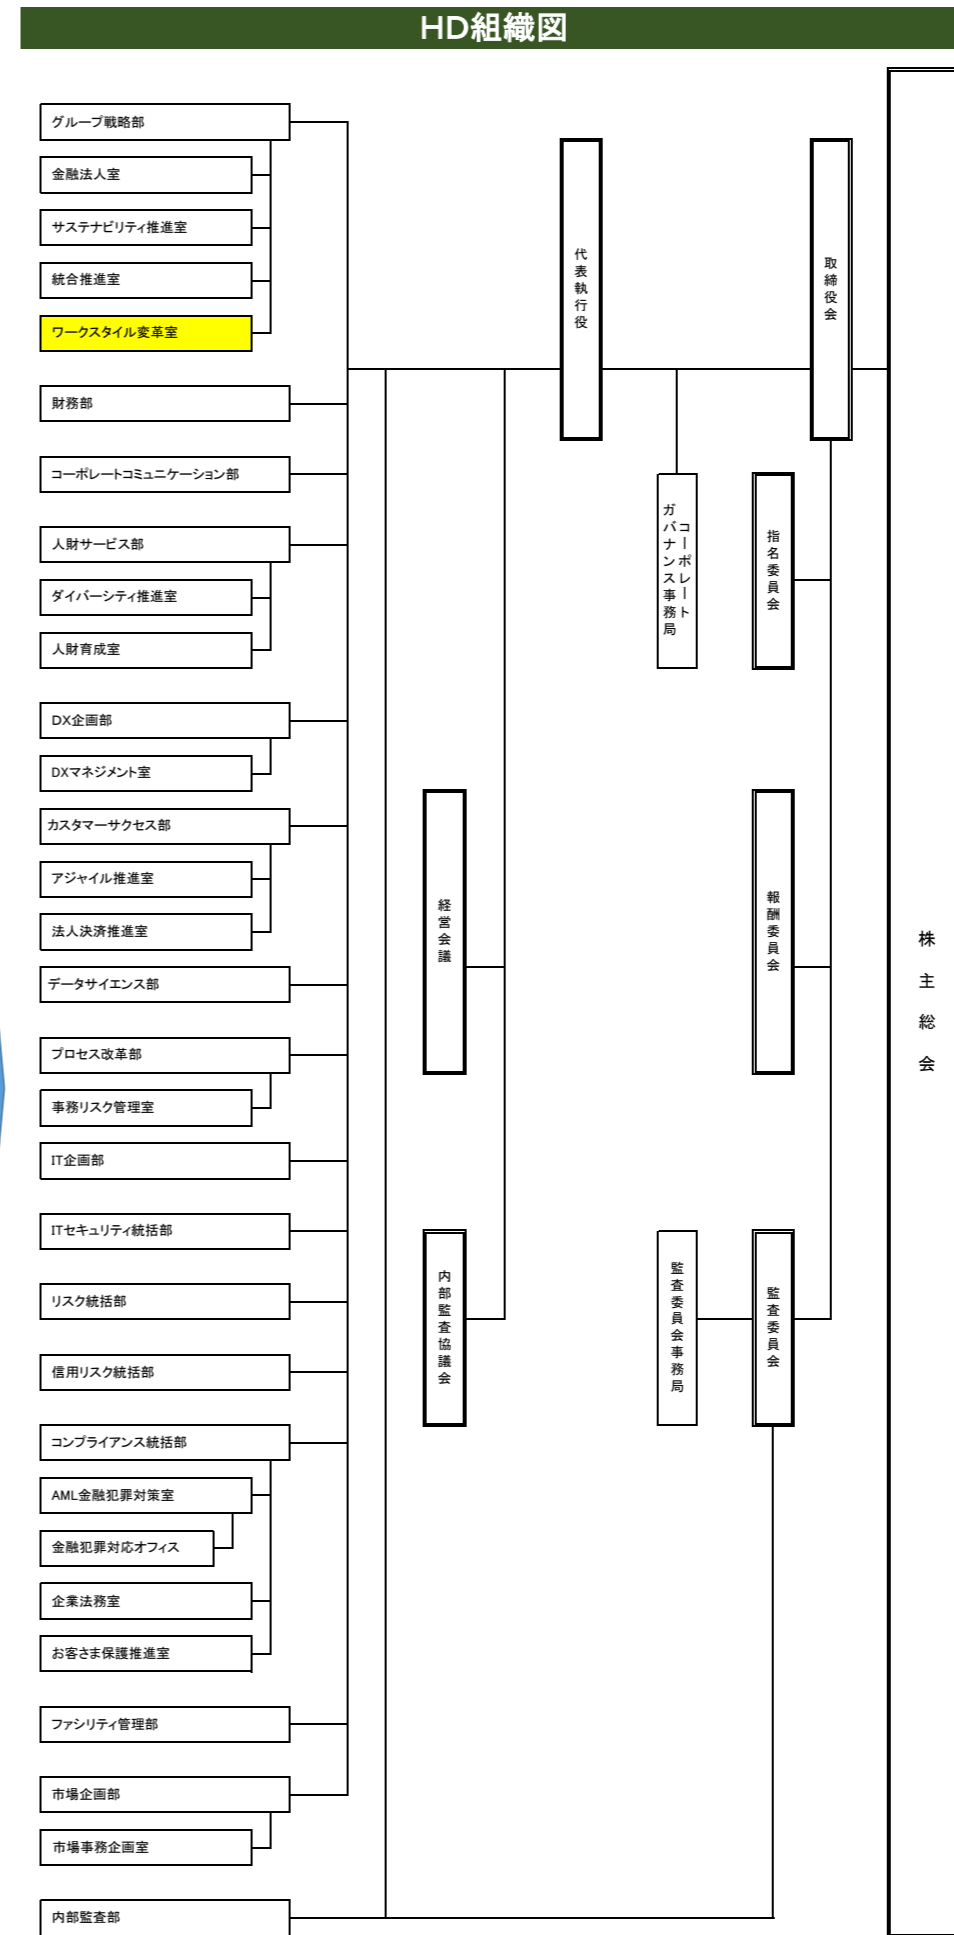 HD組織図
グループ戦略部
金融法人室
サステナビリティ推進室
統合推進室
ワークスタイル変革室
財務部
コーポレートコミュニケーション部
人財サービス部
ダイバーシティ推進室
人財育成室
DX企画部
DXマネジメント室
カスタマーサクセス部
アジャイル推進室
法人決済推進室
データサイエンス部
プロセス改革部
事務リスク管理室
IT企画部
ITセキュリティ統括部
リスク統括部
信用リスク統括部
コンプライアンス統括部
AML金融犯罪対策室
金融犯罪対応オフィス
企業法務室
お客さま保護推進室
ファシリティ管理部
市場企画部
市場事務企画室
内部監査部
経営会議
内部監査協議会
代表執行役
コーポレート
ガバナンス事務局
監査委員会事務局
取締役会
指名委員会
報酬委員会
監査委員会
株主総会